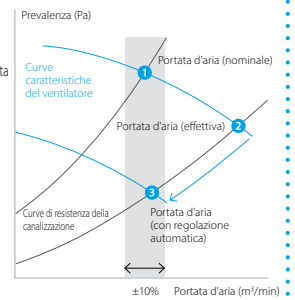 Prevalenza (Pa)
ta
Curve
caratteristiche
del ventilatore
1
Portata d'aria (nominale)
Portata d'aria (effettiva)
2
3
Curve di resistenza della
canalizzazione
Portata d'aria
(con regolazione
automatica)
±10%
Portata d'aria (m³/min)